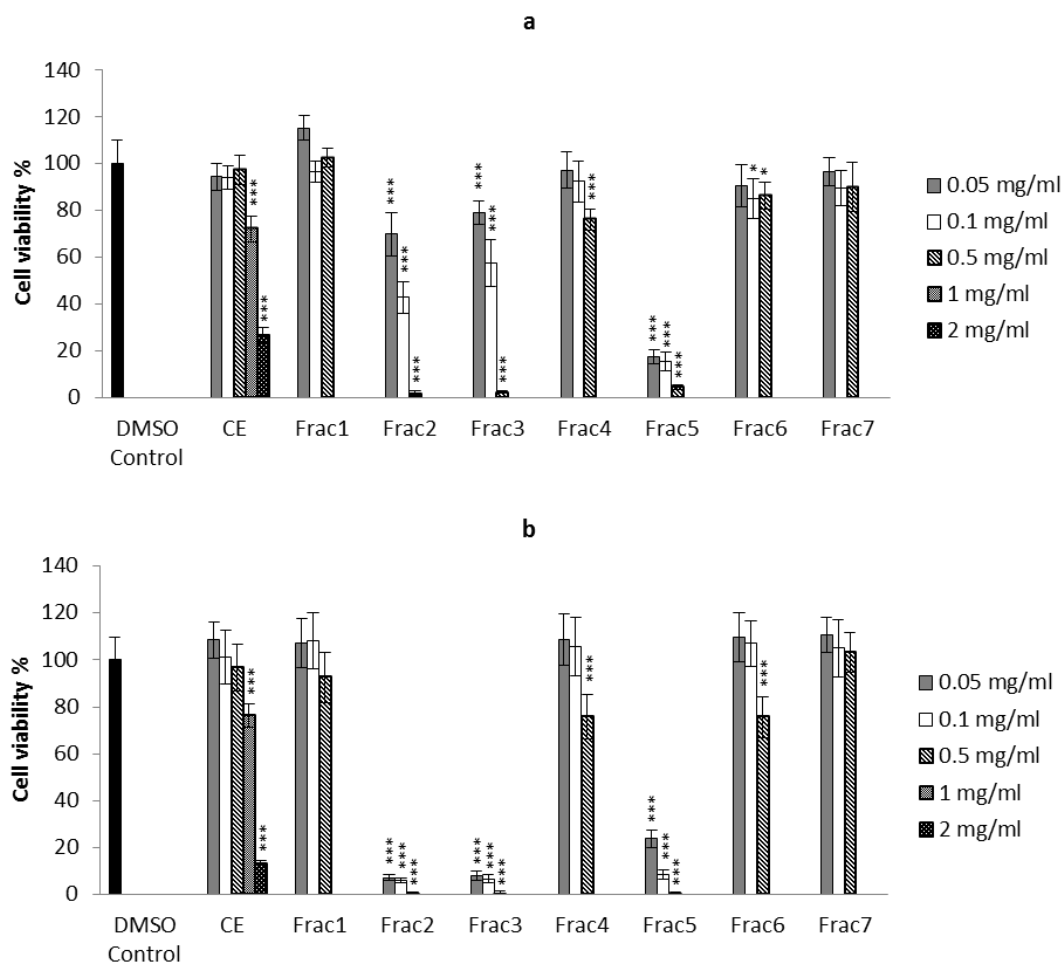 a
140
120
100
80
60
40
20
0
Cell viability %
***
***
***
***
***
***
***
***
***
***
***
***
*
*
DMSO Control
CE
Frac1
Frac2
Frac3
Frac4
Frac5
Frac6
Frac7
0.05 mg/ml
0.1 mg/ml
0.5 mg/ml
1 mg/ml
2 mg/ml
b
140
120
100
80
60
40
20
0
Cell viability %
***
***
***
***
***
***
***
***
***
***
***
***
***
DMSO Control
CE
Frac1
Frac2
Frac3
Frac4
Frac5
Frac6
Frac7
0.05 mg/ml
0.1 mg/ml
0.5 mg/ml
1 mg/ml
2 mg/ml